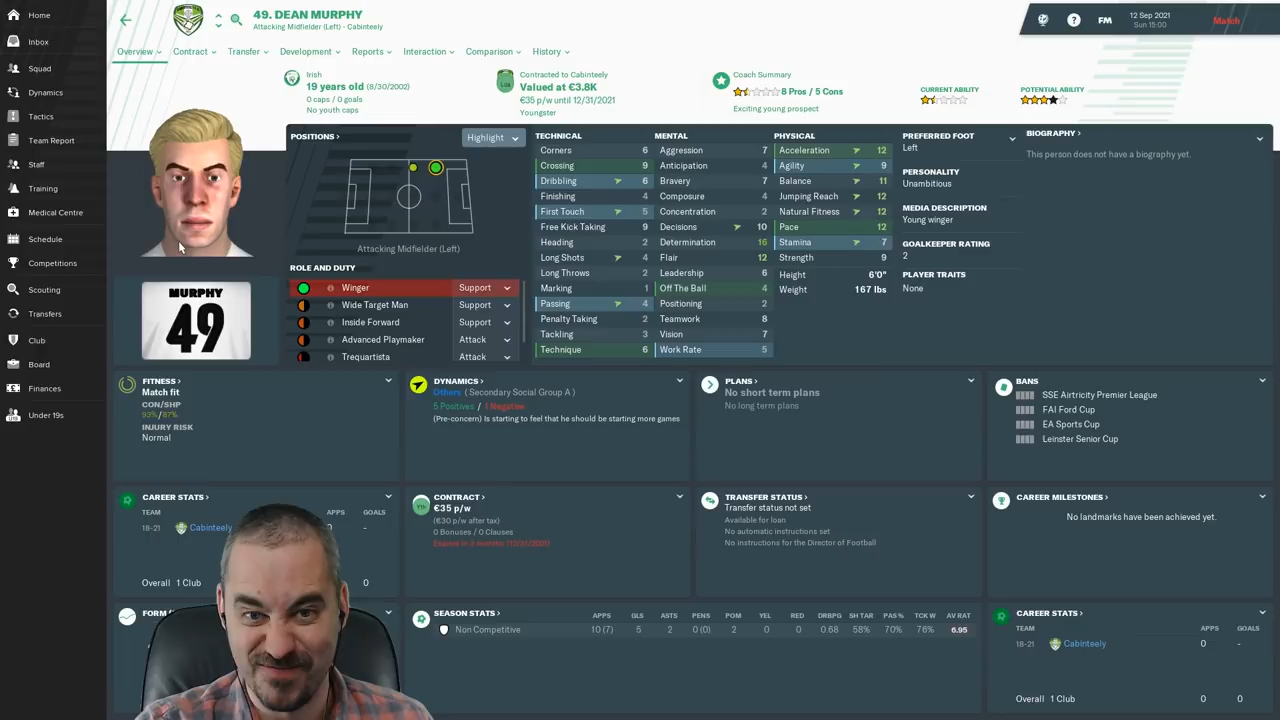 Home
Inbox
Squad
Dynamics
Tactics
Team Report
Staff
Training
Medical Centre
Schedule
Competitions
Scouting
Transfers
Club
Board
Finances
Under 19s
49. DEAN MURPHY
Attacking Midfielder (Left) - Cabinteely
FM
12 Sep 2021
Sun 15:00
Match
Overview
Contract
Transfer
Development
Reports
Interaction
Comparison
History
Irish
19 years old (8/30/2002)
0 caps / 0 goals
No youth caps
Contracted to Cabinteely
Valued at €3.8K
€35 p/w until 12/31/2021
Youngster
Coach Summary
8 Pros / 5 Cons
Exciting young prospect
CURRENT ABILITY
POTENTIAL ABILITY
MURPHY
49
POSITIONS
Highlight
Attacking Midfielder (Left)
ROLE AND DUTY
Winger Support
Wide Target Man Support
Inside Forward Support
Advanced Playmaker Attack
Trequartista Attack
TECHNICAL
Corners 6
Crossing 9
Dribbling 6
Finishing 4
First Touch 5
Free Kick Taking 9
Heading 2
Long Shots 4
Long Throws 2
Marking 1
Passing 4
Penalty Taking 2
Tackling 3
Technique 6
MENTAL
Aggression 7
Anticipation 4
Bravery 7
Composure 4
Concentration 2
Decisions 10
Determination 16
Flair 12
Leadership 6
Off The Ball 4
Positioning 2
Teamwork 8
Vision 7
Work Rate 5
PHYSICAL
Acceleration 12
Agility 9
Balance 11
Jumping Reach 12
Natural Fitness 12
Pace 12
Stamina 7
Strength 9
Height 6'0"
Weight 167 lbs
PREFERRED FOOT
Left
PERSONALITY
Unambitious
MEDIA DESCRIPTION
Young winger
GOALKEEPER RATING
2
PLAYER TRAITS
None
BIOGRAPHY
This person does not have a biography yet.
FITNESS
Match fit
CON/SHP
93%/87%
INJURY RISK
Normal
DYNAMICS
Others (Secondary Social Group A)
5 Positives / 1 Negative
(Pre-concern) Is starting to feel that he should be starting more games
PLANS
No short term plans
No long term plans
BANS
SSE Airtricity Premier League
FAI Ford Cup
EA Sports Cup
Leinster Senior Cup
CAREER STATS
TEAM APPS GOALS
18-21 Cabinteely -
Overall 1 Club 0
CONTRACT
Yth
€35 p/w
(€30 p/w after tax)
0 Bonuses / 0 Clauses
Expires in 3 months (12/31/2021)
TRANSFER STATUS
Transfer status not set
Available for loan
No automatic instructions set
No instructions for the Director of Football
CAREER MILESTONES
No landmarks have been achieved yet.
FORM
SEASON STATS
APPS GLS ASTS PENS POM YEL RED DRBPG SH TAR PAS % TCK W AV RAT
Non Competitive 10 (7) 5 2 0 (0) 2 0 0 0.68 58% 70% 76% 6.95
CAREER STATS
TEAM APPS GOALS
18-21 Cabinteely 0 -
Overall 1 Club 0 0